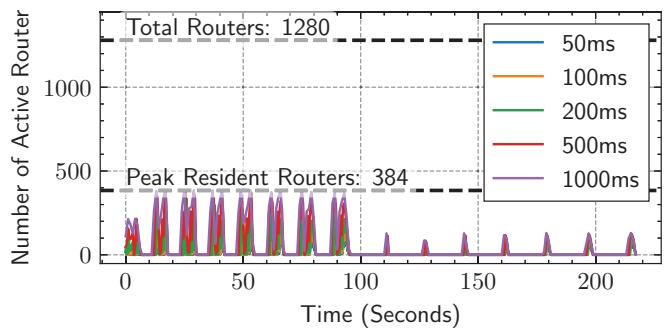 Total Routers: 1280
Peak Resident Routers: 384
Number of Active Router
1000
500
0
0
50
100
150
200
Time (Seconds)
50ms
100ms
200ms
500ms
1000ms